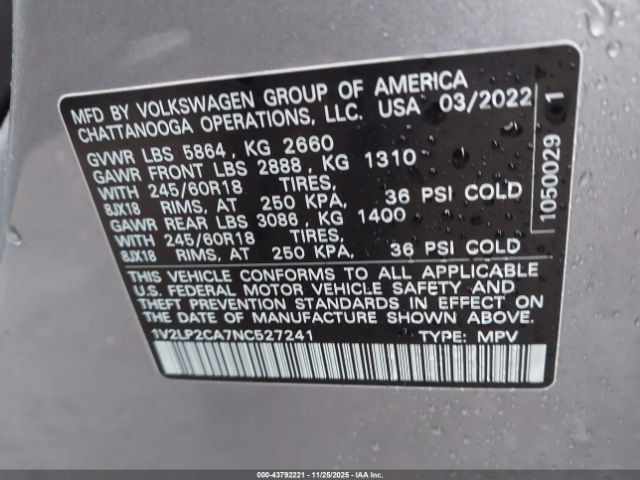 MFD BY VOLKSWAGEN GROUP OF AMERICA
CHATTANOOGA OPERATIONS, LLC. USA 03/2022
GVWR LBS 5864, KG 2660
GAWR FRONT LBS 2888, KG 1310
WITH 245/60R18 TIRES,
8JX18 RIMS, AT 250 KPA, 36 PSI COLD
GAWR REAR LBS 3086, KG 1400
WITH 245/60R18 TIRES,
8JX18 RIMS, AT 250 KPA, 36 PSI COLD
THIS VEHICLE CONFORMS TO ALL APPLICABLE
U.S. FEDERAL MOTOR VEHICLE SAFETY AND
THEFT PREVENTION STANDARDS IN EFFECT ON
THE DATE OF MANUFACTURE SHOWN ABOVE.
1V2LP2CA7NC527241 TYPE: MPV
1050029 1
000-43792221 - 11/25/2025 - Copyright © IAA, Inc.